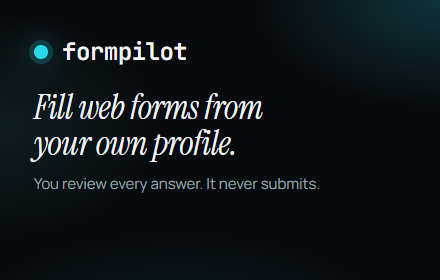 formpilot
Fill web forms from
your own profile.
You review every answer. It never submits.